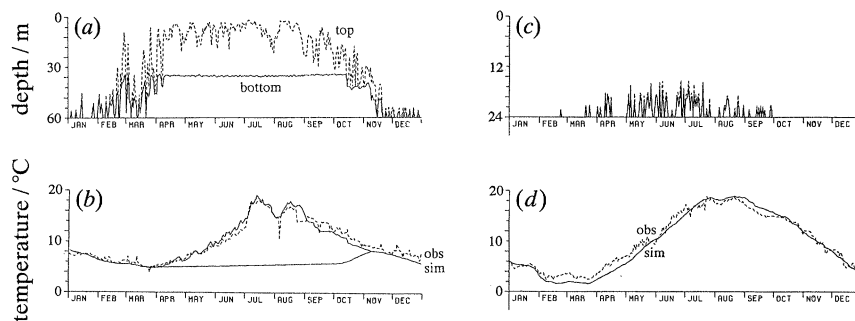 (a)
depth / m
0
30
60
top
bottom
JAN FEB MAR APR MAY JUN JUL AUG SEP OCT NOV DEC
(c)
0
12
24
JAN FEB MAR APR MAY JUN JUL AUG SEP OCT NOV DEC
(b)
temperature / °C
20
10
0
obs
sim
JAN FEB MAR APR MAY JUN JUL AUG SEP OCT NOV DEC
(d)
20
10
0
obs
sim
JAN FEB MAR APR MAY JUN JUL AUG SEP OCT NOV DEC